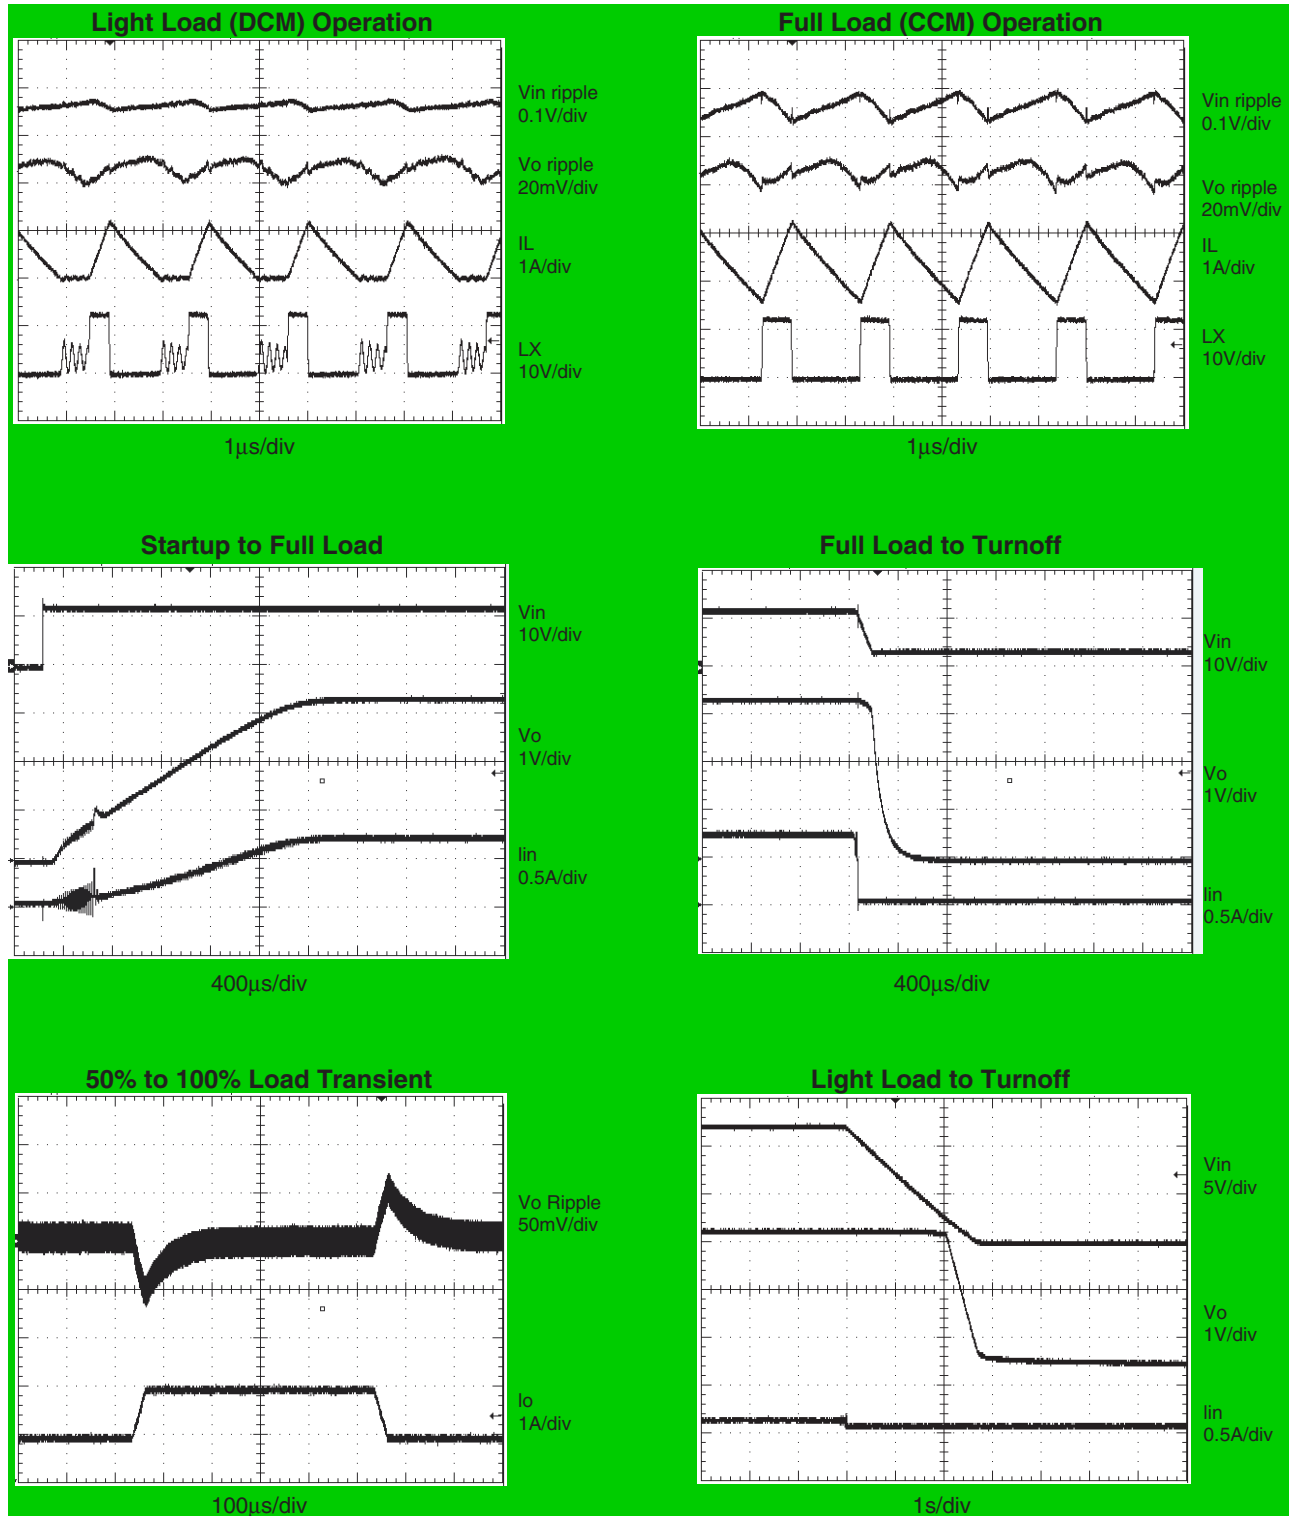 Light Load (DCM) Operation
Vin ripple
0.1V/div
Vo ripple
20mV/div
IL
1A/div
LX
10V/div
1μs/div
Full Load (CCM) Operation
Vin ripple
0.1V/div
Vo ripple
20mV/div
IL
1A/div
LX
10V/div
1μs/div
Startup to Full Load
Vin
10V/div
Vo
1V/div
Iin
0.5A/div
400μs/div
Full Load to Turnoff
Vin
10V/div
Vo
1V/div
Iin
0.5A/div
400μs/div
50% to 100% Load Transient
Vo Ripple
50mV/div
Io
1A/div
100μs/div
Light Load to Turnoff
Vin
5V/div
Vo
1V/div
Iin
0.5A/div
1s/div